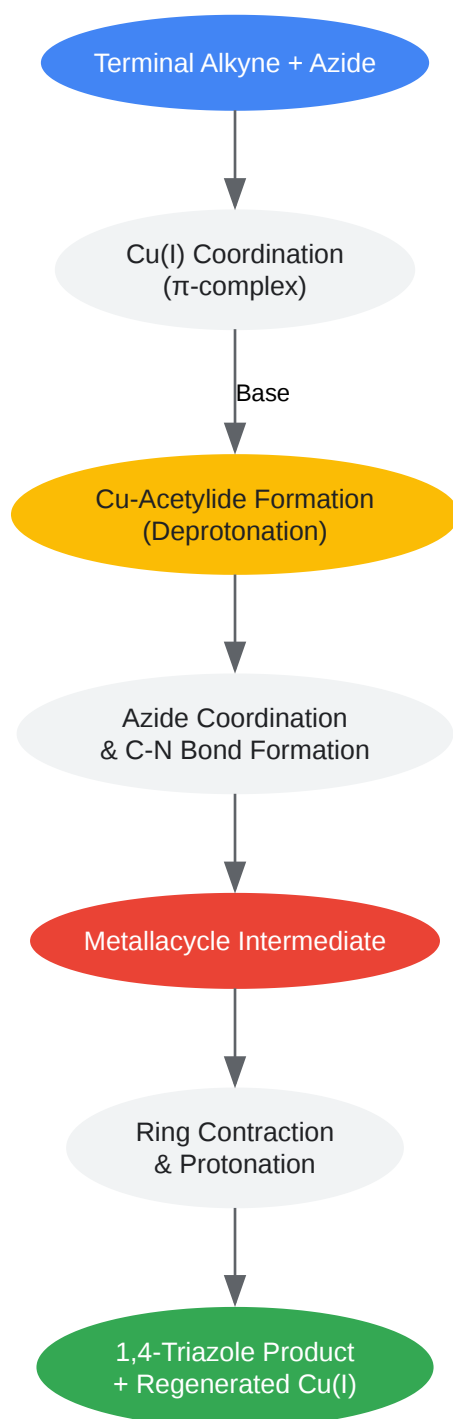 Terminal Alkyne + Azide
Cu(I) Coordination
(π-complex)
Base
Cu-Acetylide Formation
(Deprotonation)
Azide Coordination
& C-N Bond Formation
Metallacycle Intermediate
Ring Contraction
& Protonation
1,4-Triazole Product
+ Regenerated Cu(I)